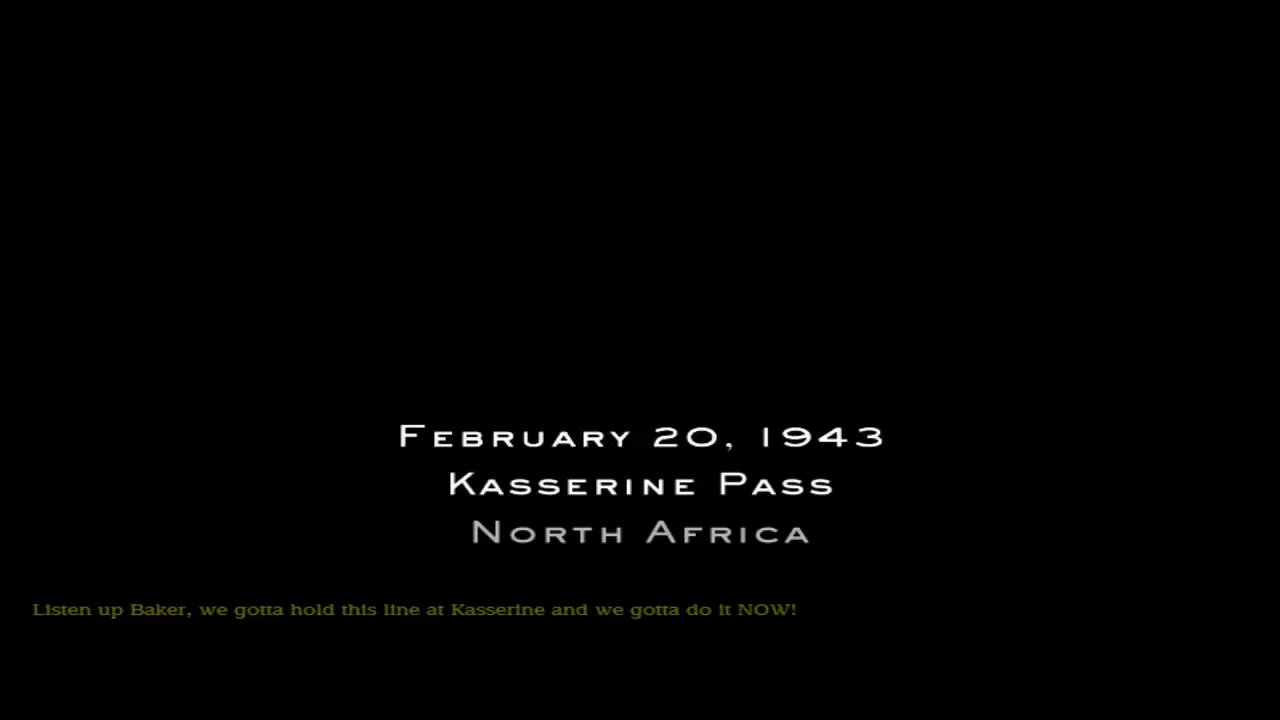 February 20, 1943
Kasserine Pass
North Africa
Listen up Baker, we gotta hold this line at Kasserine and we gotta do it NOW!